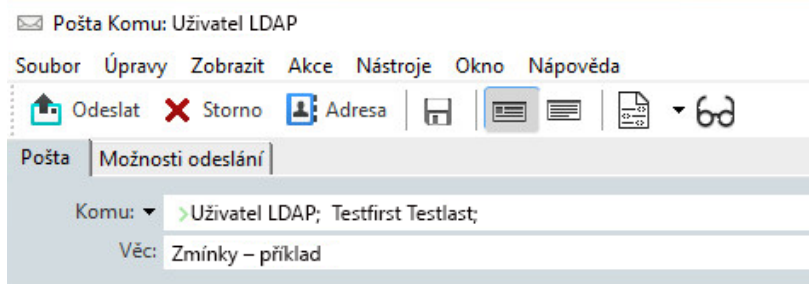 Pošta Komu: Uživatel LDAP
Soubor Úpravy Zobrazit Akce Nástroje Okno Nápověda
Odeslat Storno Adresa
Pošta Možnosti odeslání
Komu: Uživatel LDAP; Testfirst Testlast;
Věc: Zmínky – příklad